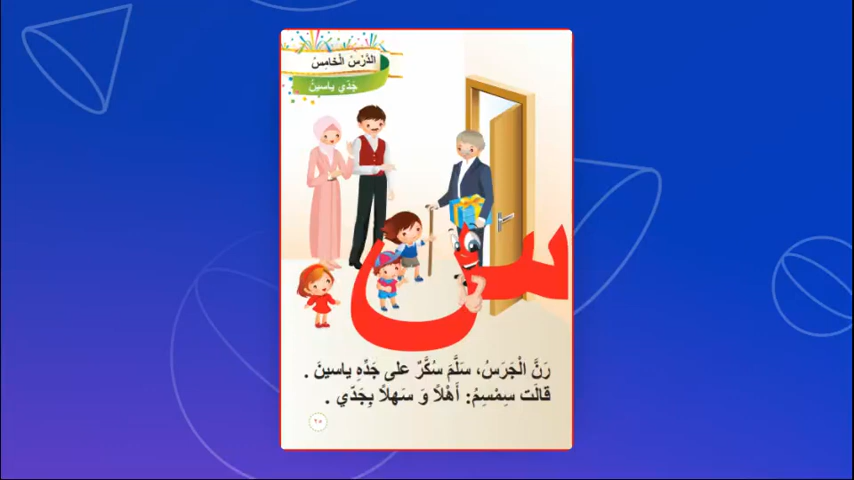 الدَّرْسُ الْخامِسُ
جَدّي ياسينُ
س
رَنَّ الْجَرَسُ، سَلَّمَ سُكَّرٌ على جَدِّهِ ياسينَ .
قالَت سِمْسِمُ: أَهْلاً وَ سَهلاً بِجَدّي .
٢٥